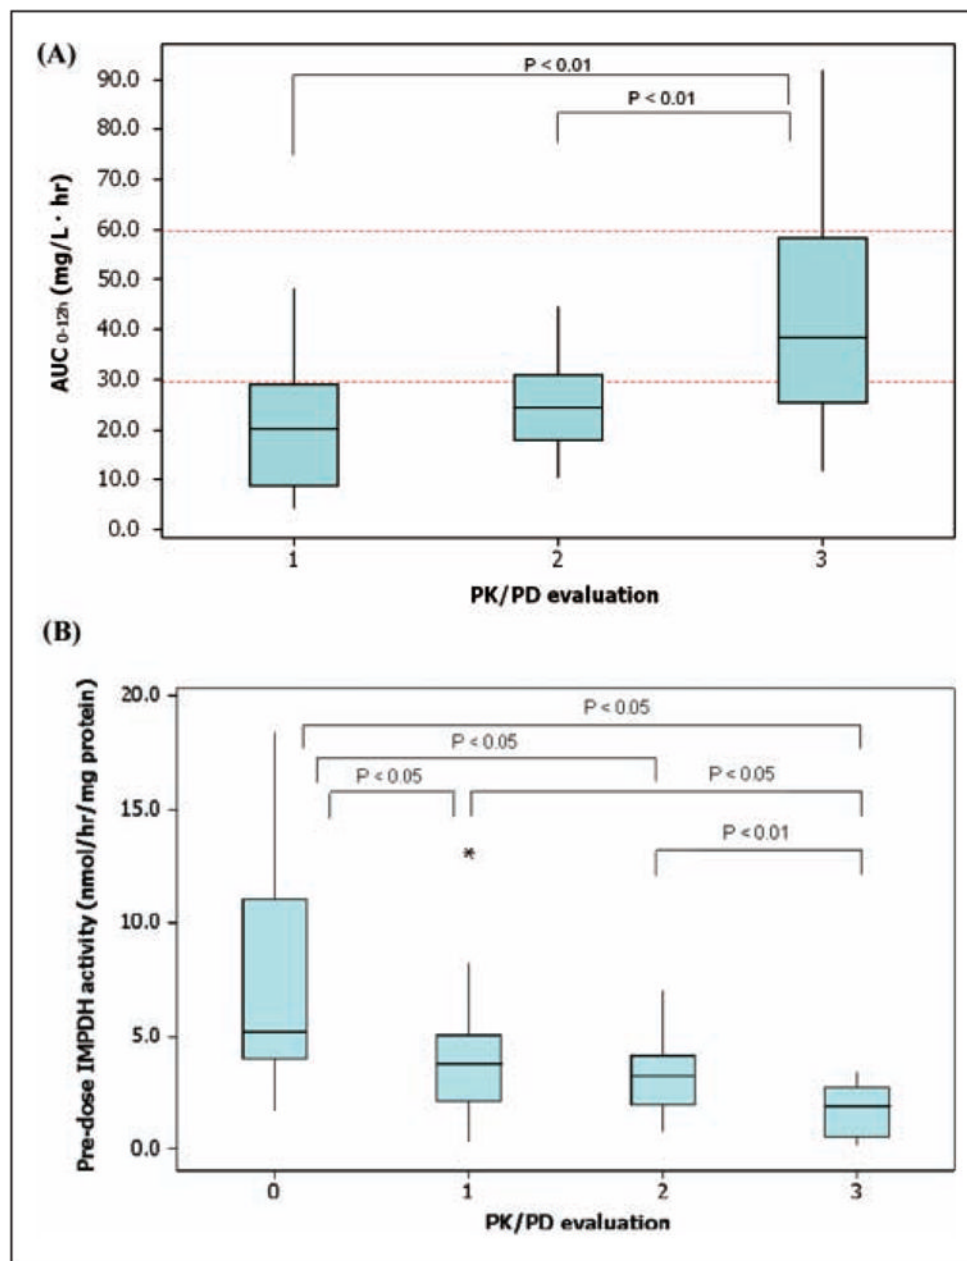 (A)
P < 0.01
P < 0.01
AUC 0-12h (mg/L · hr)
90.0
80.0
70.0
60.0
50.0
40.0
30.0
20.0
10.0
0.0
1 2 3
PK/PD evaluation
(B)
Pre-dose IMPDH activity (nmol/hr/mg protein)
20.0
15.0
10.0
5.0
0.0
P < 0.05
P < 0.05
P < 0.05 P < 0.05
P < 0.01
*
0 1 2 3
PK/PD evaluation